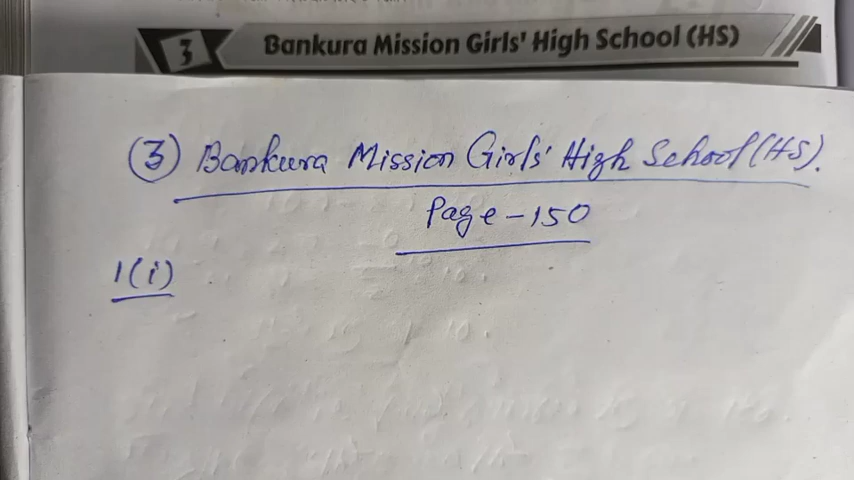 3 Bankura Mission Girls' High School (HS)
(3) Bankura Mission Girls' High School (HS).
Page - 150
1(i)